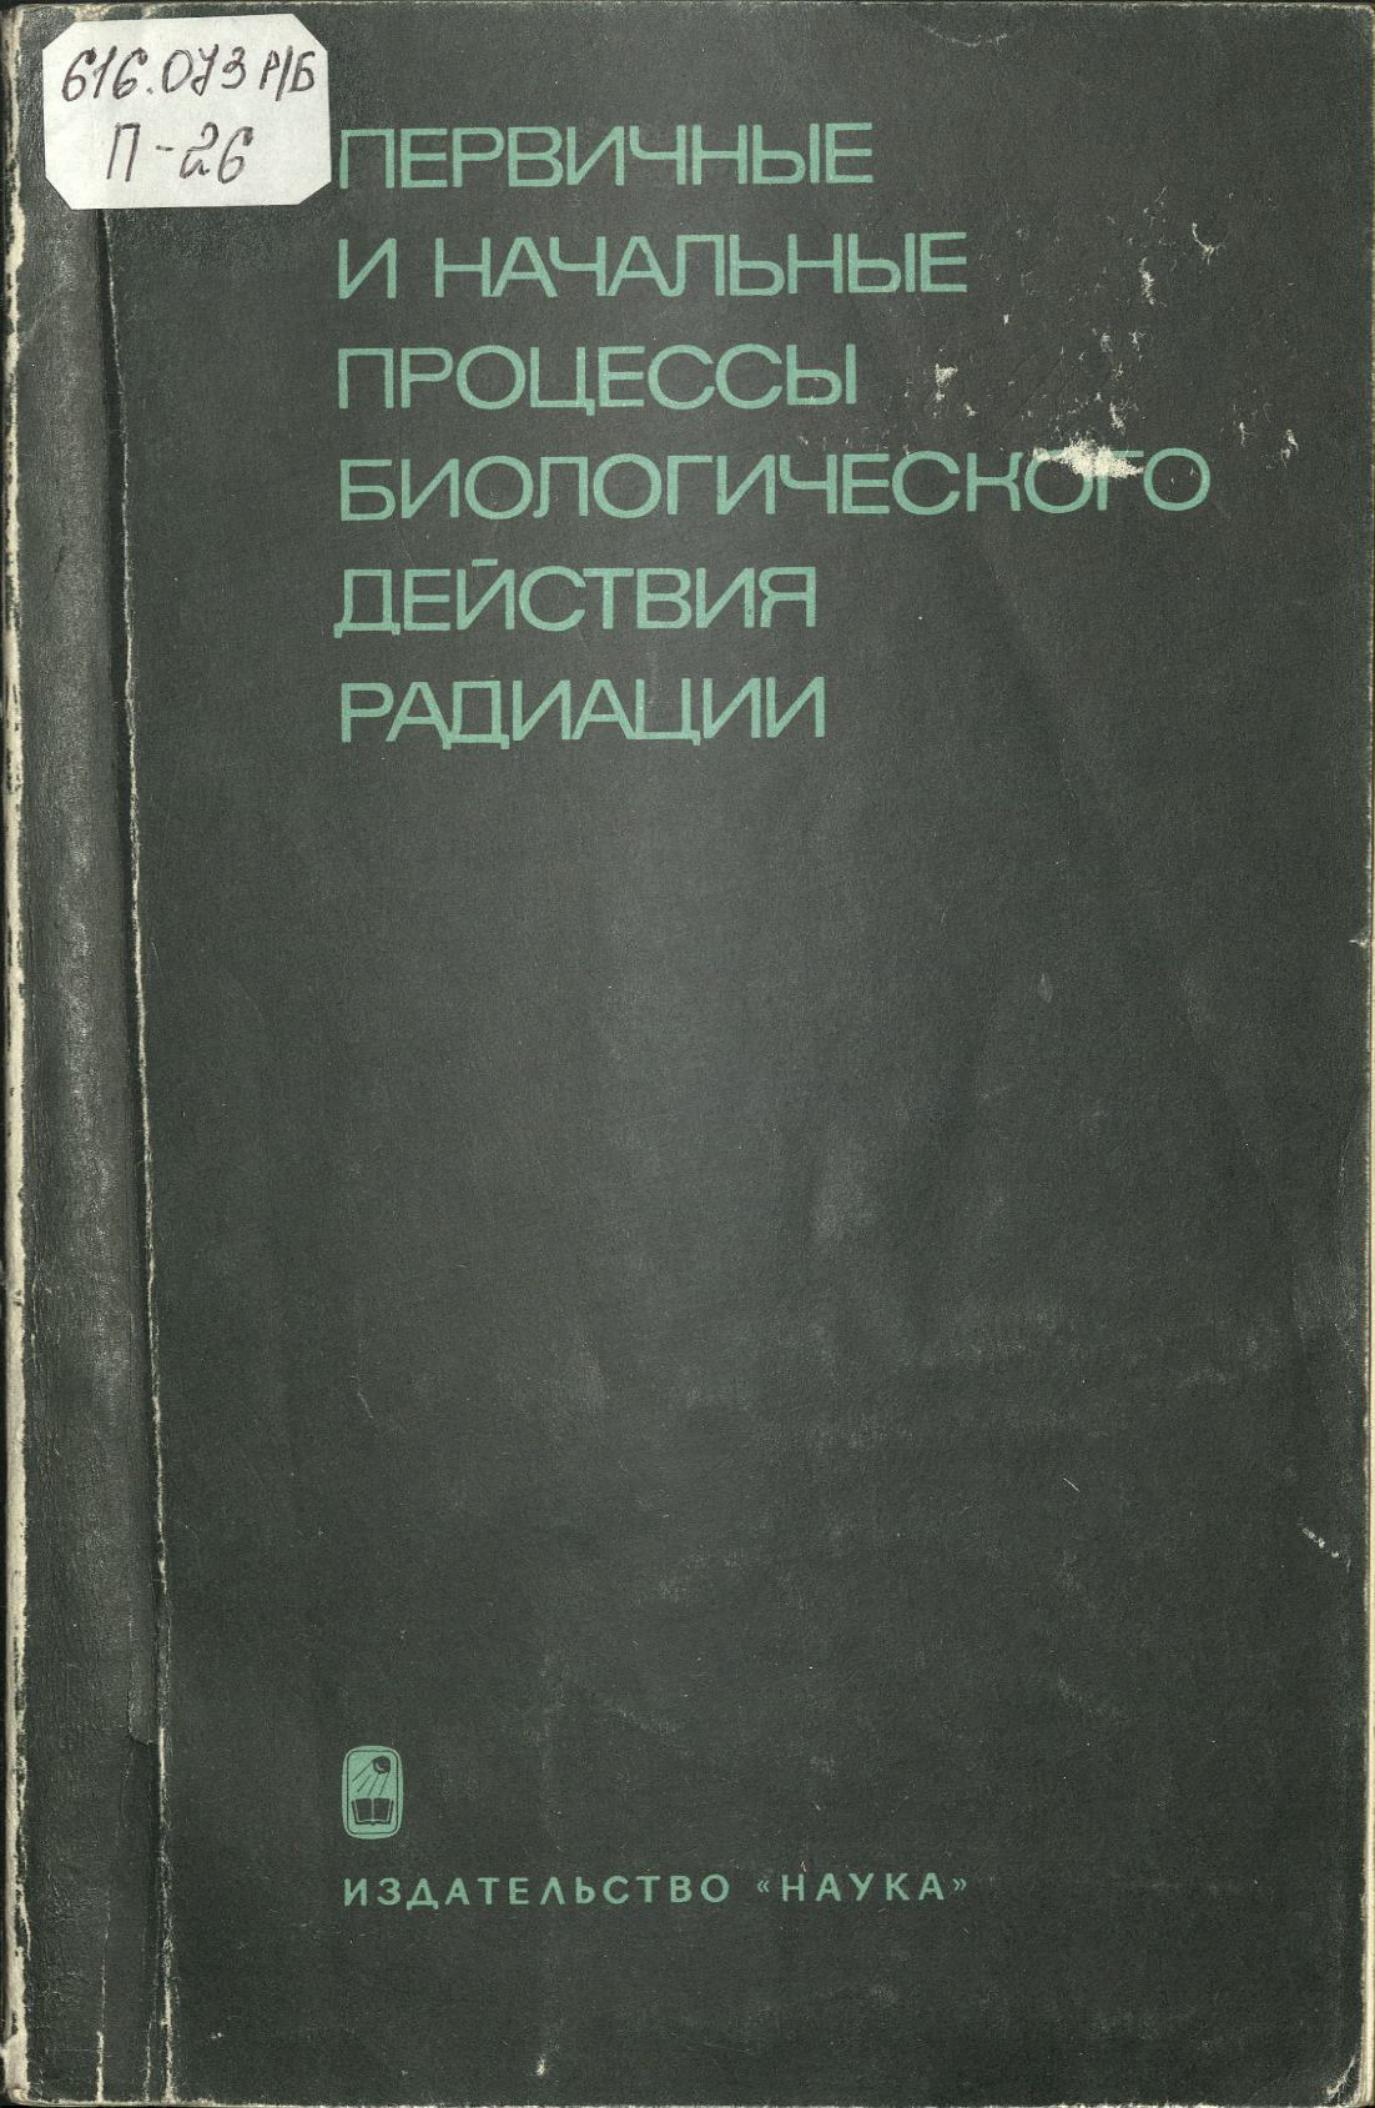 616.073 Р/Б
П-26
ПЕРВИЧНЫЕ
И НАЧАЛЬНЫЕ
ПРОЦЕССЫ
БИОЛОГИЧЕСКОГО
ДЕЙСТВИЯ
РАДИАЦИИ
ИЗДАТЕЛЬСТВО «НАУКА»